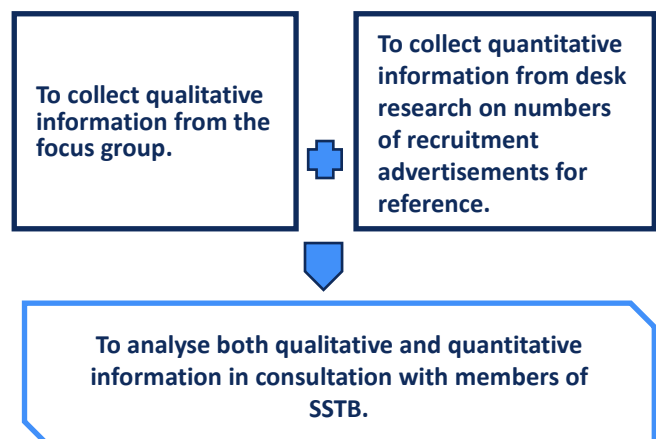 To collect qualitative
information from the
focus group.
To collect quantitative
information from desk
research on numbers
of recruitment
advertisements for
reference.
To analyse both qualitative and quantitative
information in consultation with members of
SSTB.